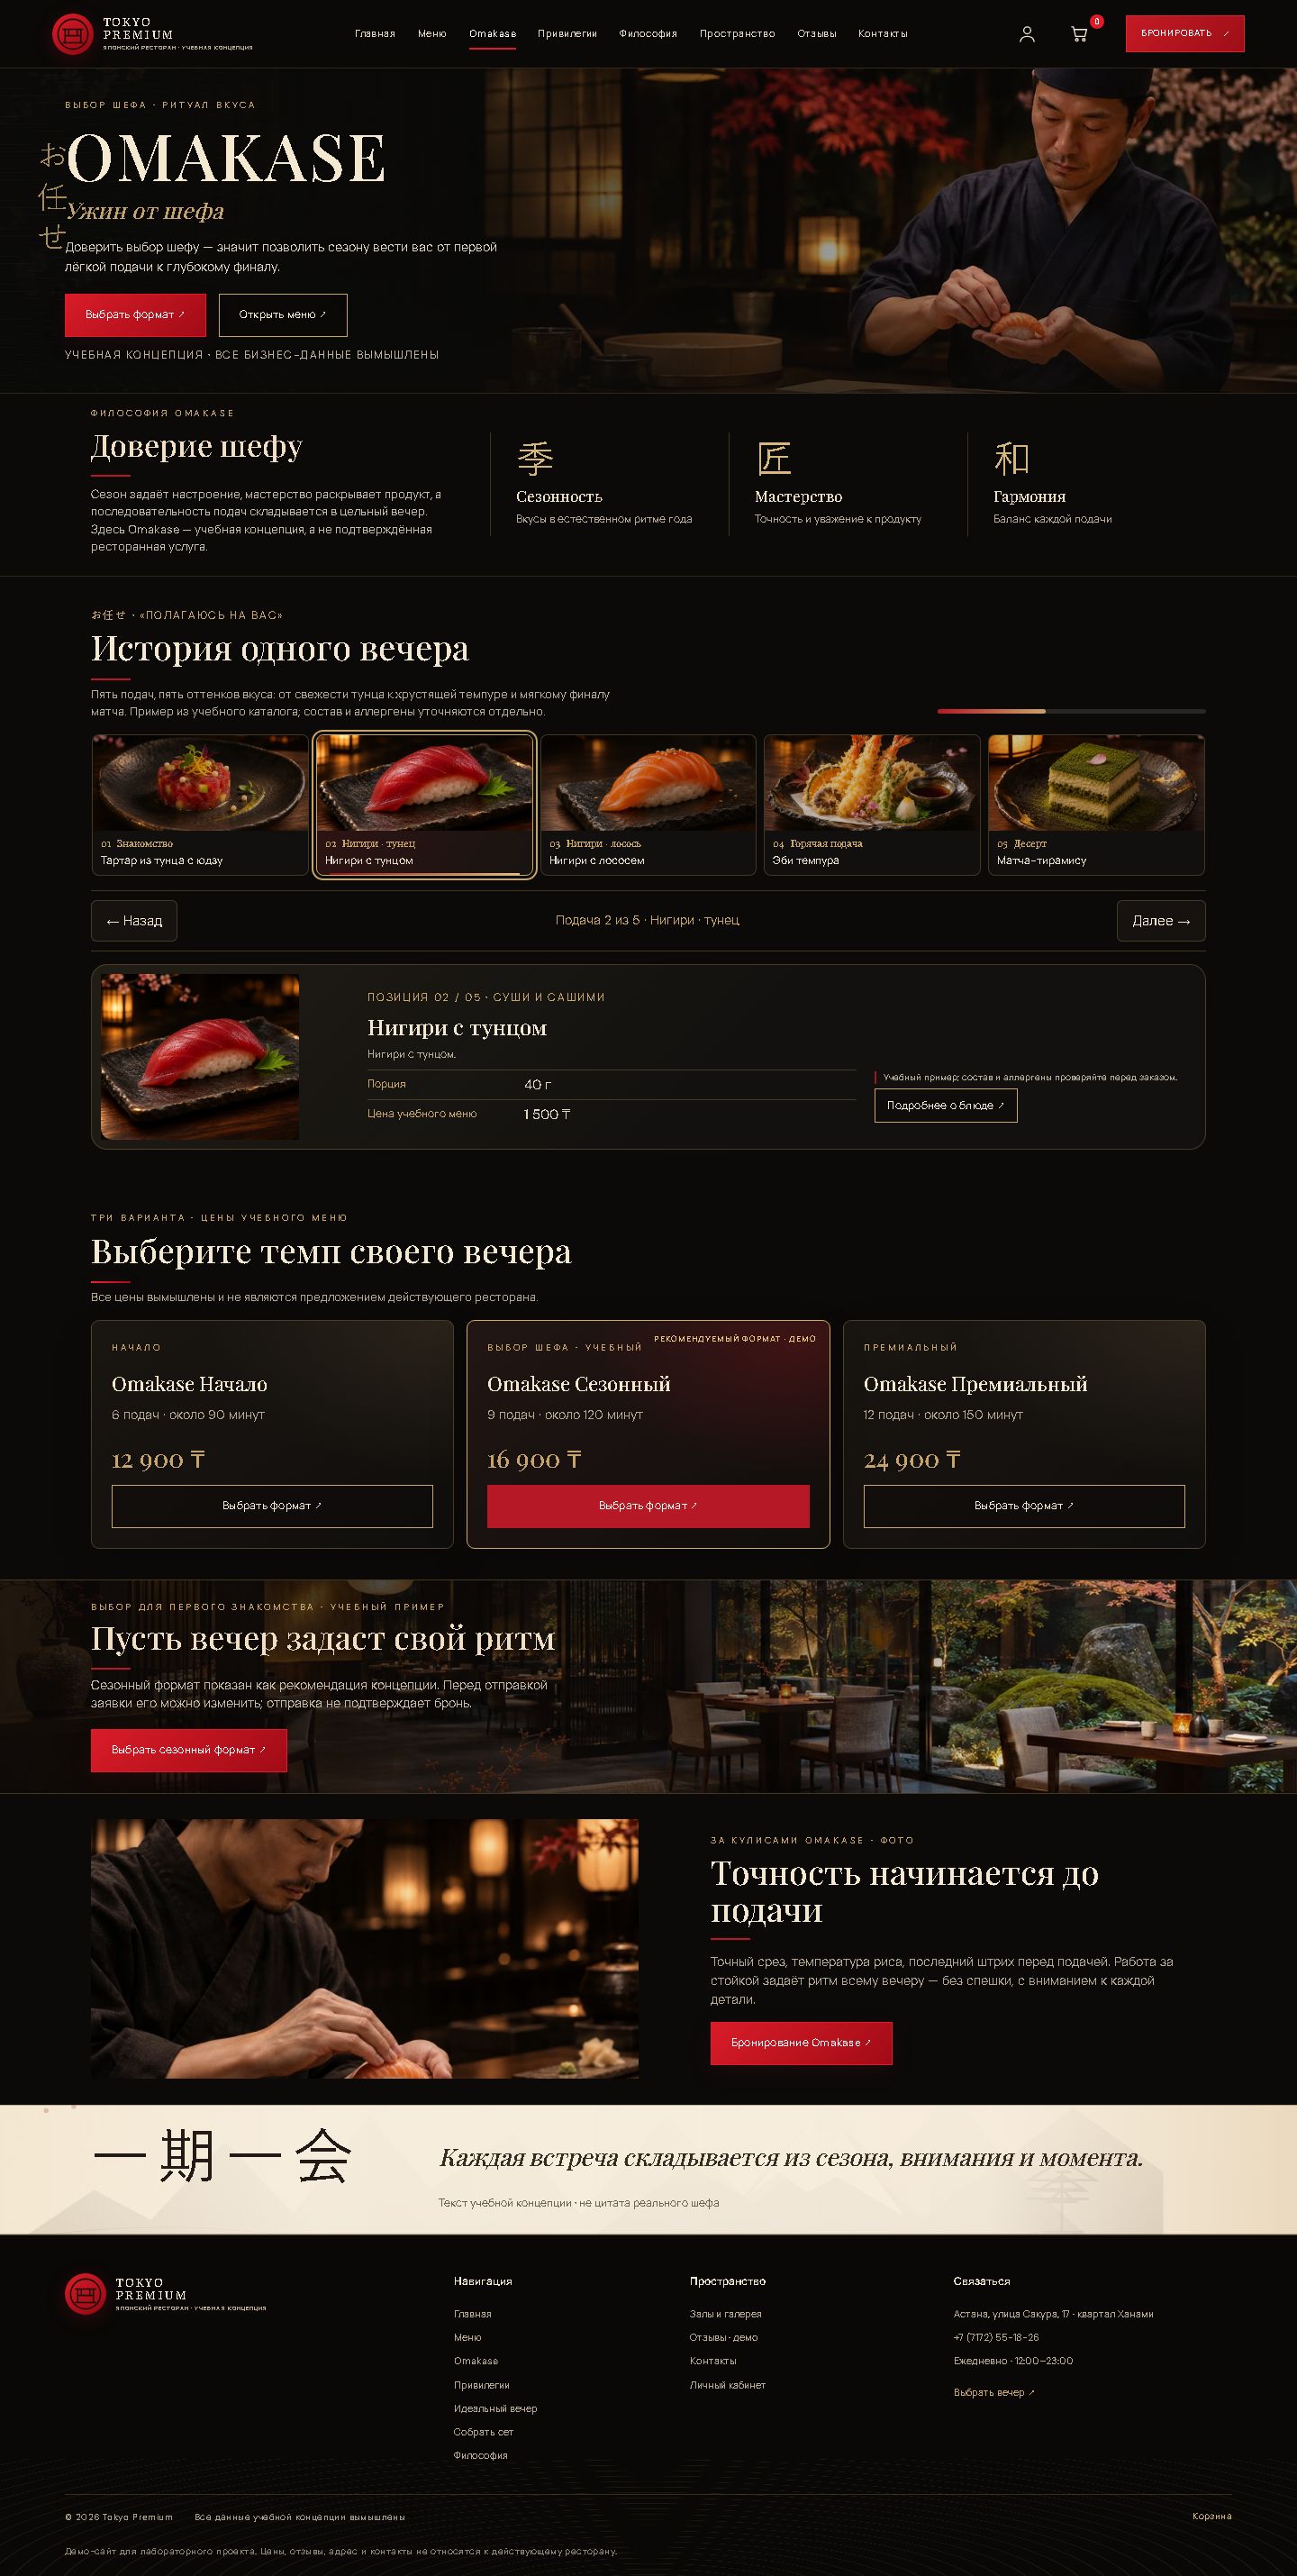 TOKYO
PREMIUM
ЯПОНСКИЙ РЕСТОРАН · УЧЕБНАЯ КОНЦЕПЦИЯ
Главная
Меню
Omakase
Привилегии
Философия
Пространство
Отзывы
Контакты
0
БРОНИРОВАТЬ ↗
ВЫБОР ШЕФА · РИТУАЛ ВКУСА
お任せ
OMAKASE
Ужин от шефа
Доверить выбор шефу — значит позволить сезону вести вас от первой
лёгкой подачи к глубокому финалу.
Выбрать формат ↗
Открыть меню ↗
УЧЕБНАЯ КОНЦЕПЦИЯ · ВСЕ БИЗНЕС-ДАННЫЕ ВЫМЫШЛЕНЫ
ФИЛОСОФИЯ OMAKASE
Доверие шефу
Сезон задаёт настроение, мастерство раскрывает продукт, а
последовательность подач складывается в цельный вечер.
Здесь Omakase — учебная концепция, а не подтверждённая
ресторанная услуга.
季
Сезонность
Вкусы в естественном ритме года
匠
Мастерство
Точность и уважение к продукту
和
Гармония
Баланс каждой подачи
お任せ · «ПОЛАГАЮСЬ НА ВАС»
История одного вечера
Пять подач, пять оттенков вкуса: от свежести тунца к хрустящей темпуре и мягкому финалу
матча. Пример из учебного каталога; состав и аллергены уточняются отдельно.
01 Знакомство
Тартар из тунца с юдзу
02 Нигири · тунец
Нигири с тунцом
03 Нигири · лосось
Нигири с лососем
04 Горячая подача
Эби темпура
05 Десерт
Матча-тирамису
← Назад
Подача 2 из 5 · Нигири · тунец
Далее →
ПОЗИЦИЯ 02 / 05 · СУШИ И САШИМИ
Нигири с тунцом
Нигири с тунцом.
Порция 40 г
Цена учебного меню 1 500 ₸
Учебный пример; состав и аллергены проверяйте перед заказом.
Подробнее о блюде ↗
ТРИ ВАРИАНТА · ЦЕНЫ УЧЕБНОГО МЕНЮ
Выберите темп своего вечера
Все цены вымышлены и не являются предложением действующего ресторана.
НАЧАЛО
Omakase Начало
6 подач · около 90 минут
12 900 ₸
Выбрать формат ↗
РЕКОМЕНДУЕМЫЙ ФОРМАТ · ДЕМО
ВЫБОР ШЕФА · УЧЕБНЫЙ
Omakase Сезонный
9 подач · около 120 минут
16 900 ₸
Выбрать формат ↗
ПРЕМИАЛЬНЫЙ
Omakase Премиальный
12 подач · около 150 минут
24 900 ₸
Выбрать формат ↗
ВЫБОР ДЛЯ ПЕРВОГО ЗНАКОМСТВА · УЧЕБНЫЙ ПРИМЕР
Пусть вечер задаст свой ритм
Сезонный формат показан как рекомендация концепции. Перед отправкой
заявки его можно изменить; отправка не подтверждает бронь.
Выбрать сезонный формат ↗
ЗА КУЛИСАМИ OMAKASE · ФОТО
Точность начинается до
подачи
Точный срез, температура риса, последний штрих перед подачей. Работа за
стойкой задаёт ритм всему вечеру — без спешки, с вниманием к каждой
детали.
Бронирование Omakase ↗
一期一会
Каждая встреча складывается из сезона, внимания и момента.
Текст учебной концепции · не цитата реального шефа
TOKYO
PREMIUM
ЯПОНСКИЙ РЕСТОРАН · УЧЕБНАЯ КОНЦЕПЦИЯ
Навигация
Главная
Меню
Omakase
Привилегии
Идеальный вечер
Собрать сет
Философия
Пространство
Залы и галерея
Отзывы · демо
Контакты
Личный кабинет
Связаться
Астана, улица Сакура, 17 · квартал Ханами
+7 (7172) 55-18-26
Ежедневно · 12:00–23:00
Выбрать вечер ↗
© 2026 Tokyo Premium
Все данные учебной концепции вымышлены
Корзина
Демо-сайт для лабораторного проекта. Цены, отзывы, адрес и контакты не относятся к действующему ресторану.